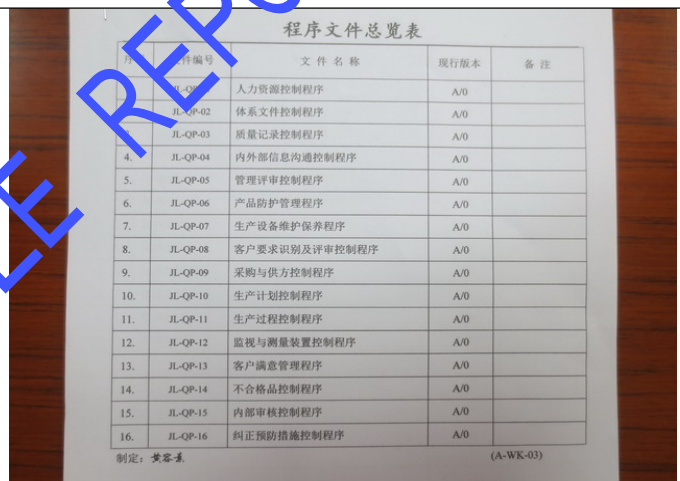 程序文件总览表
序 文件编号 文 件 名 称 现行版本 备 注
人力资源控制程序 A/0
JL-QP-02 体系文件控制程序 A/0
3. JL-QP-03 质量记录控制程序 A/0
4. JL-QP-04 内外部信息沟通控制程序 A/0
5. JL-QP-05 管理评审控制程序 A/0
6. JL-QP-06 产品防护管理程序 A/0
7. JL-QP-07 生产设备维护保养程序 A/0
8. JL-QP-08 客户要求识别及评审控制程序 A/0
9. JL-QP-09 采购与供方控制程序 A/0
10. JL-QP-10 生产计划控制程序 A/0
11. JL-QP-11 生产过程控制程序 A/0
12. JL-QP-12 监视与测量装置控制程序 A/0
13. JL-QP-13 客户满意管理程序 A/0
14. JL-QP-14 不合格品控制程序 A/0
15. JL-QP-15 内部审核控制程序 A/0
16. JL-QP-16 纠正预防措施控制程序 A/0
制定： (A-WK-03)
LE REPO